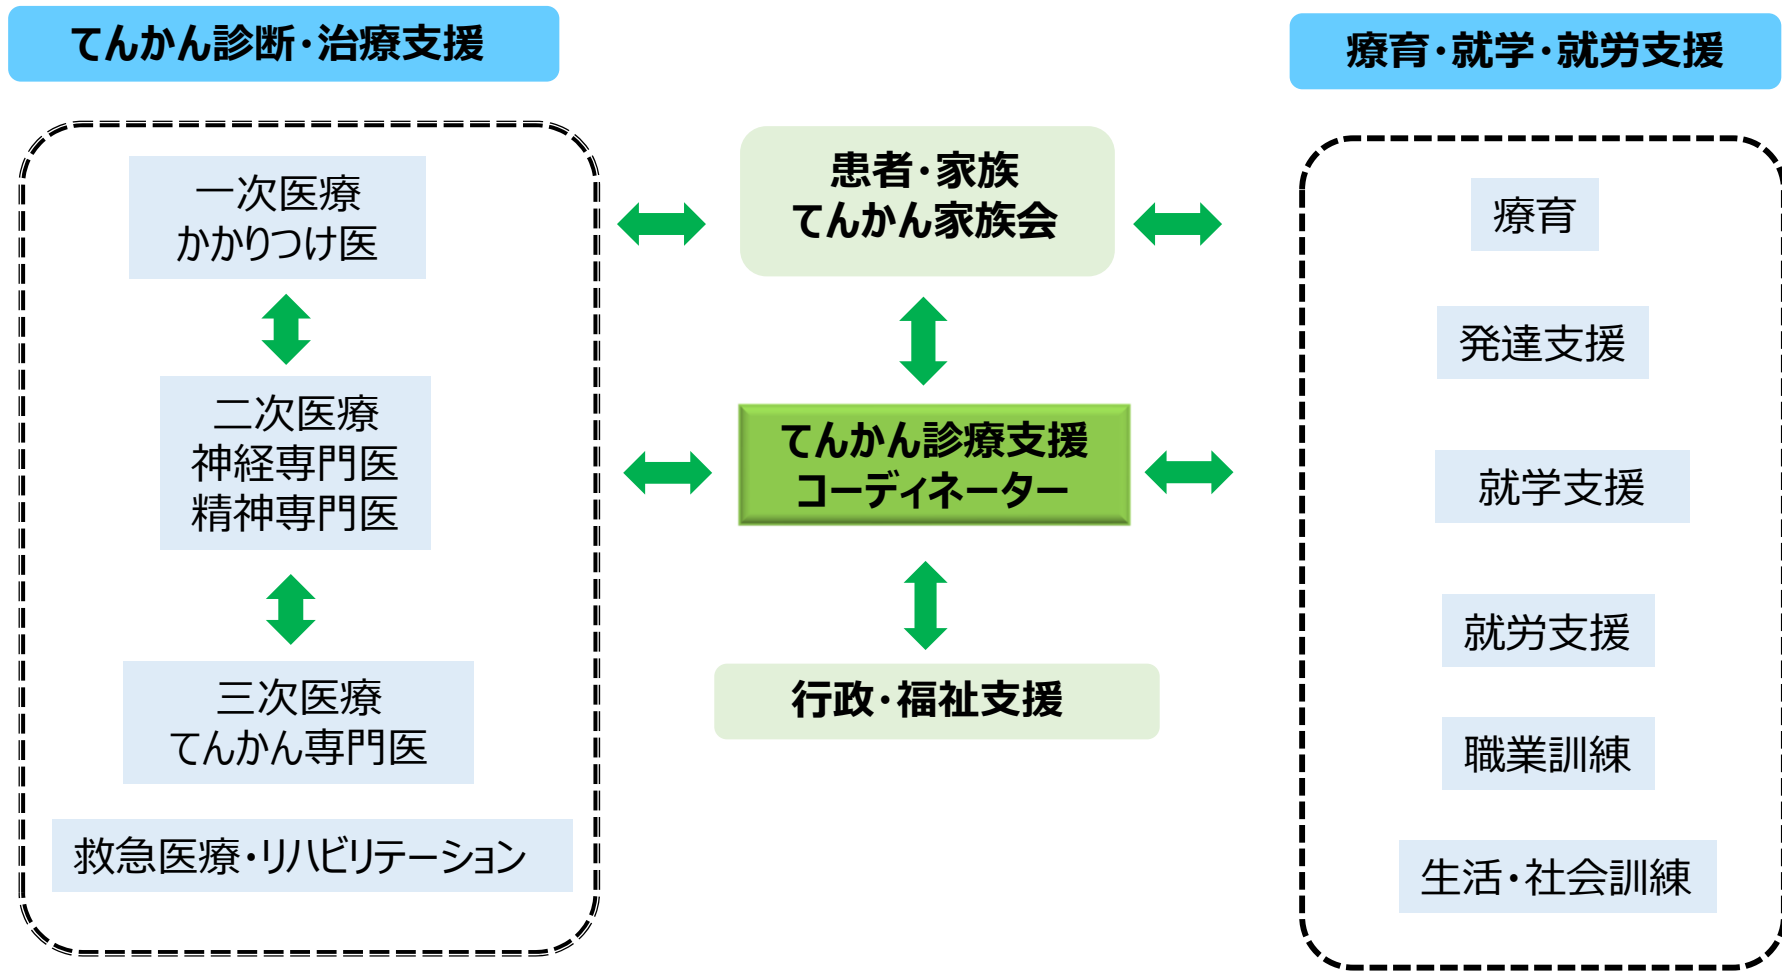 てんかん診断・治療支援
一次医療
かかりつけ医
二次医療
神経専門医
精神専門医
三次医療
てんかん専門医
救急医療・リハビリテーション
患者・家族
てんかん家族会
てんかん診療支援
コーディネーター
行政・福祉支援
療育・就学・就労支援
療育
発達支援
就学支援
就労支援
職業訓練
生活・社会訓練